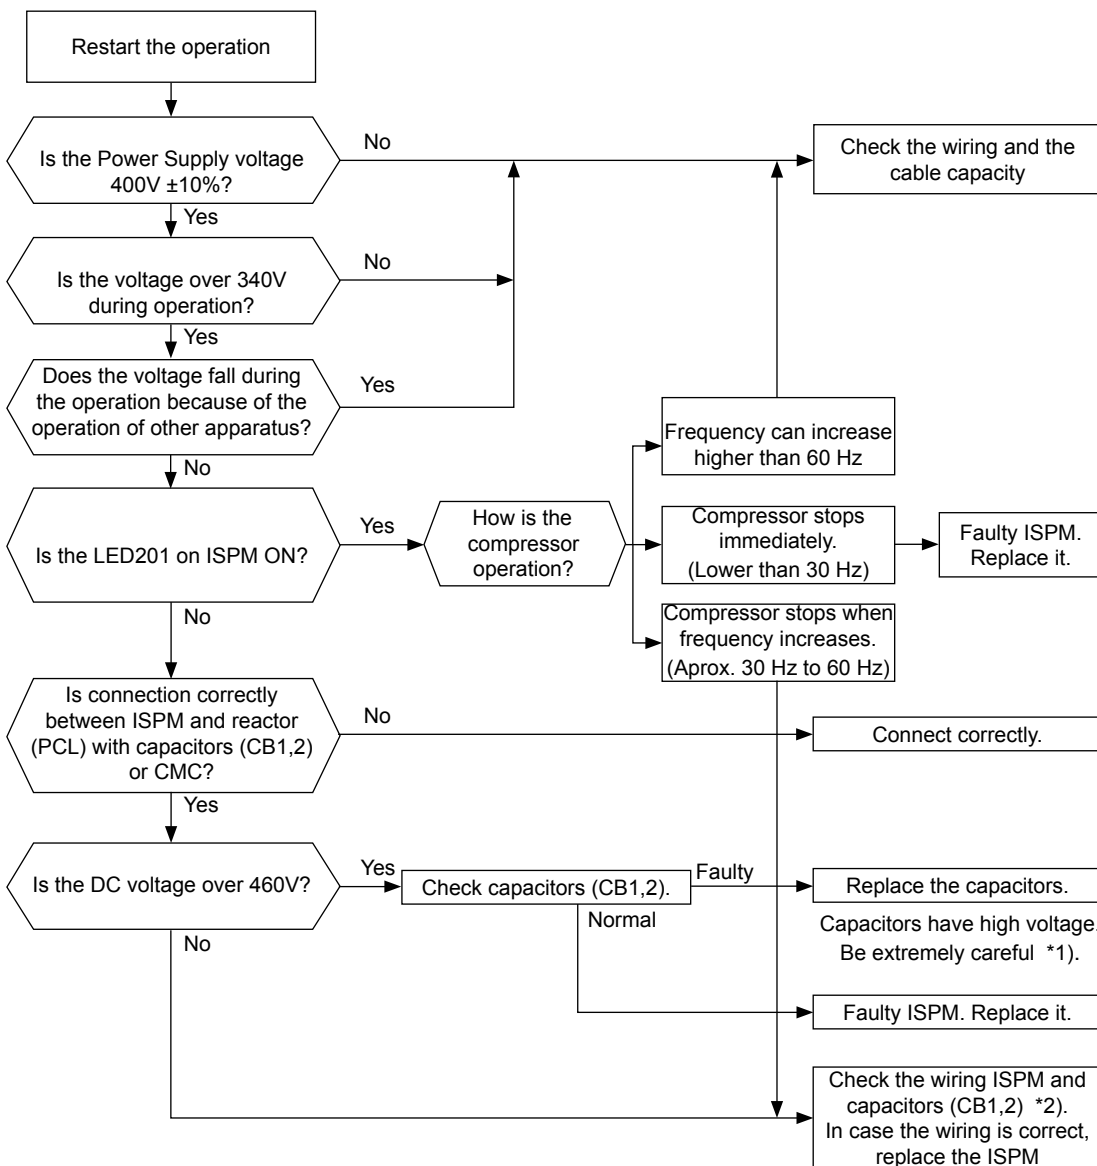 Restart the operation
Is the Power Supply voltage
400V ±10%?
No
Check the wiring and the
cable capacity
Yes
Is the voltage over 340V
during operation?
No
Yes
Does the voltage fall during
the operation because of the
operation of other apparatus?
Yes
No
Is the LED201 on ISPM ON?
Yes
How is the
compressor
operation?
Frequency can increase
higher than 60 Hz
Compressor stops
immediately.
(Lower than 30 Hz)
Faulty ISPM.
Replace it.
Compressor stops when
frequency increases.
(Aprox. 30 Hz to 60 Hz)
No
Is connection correctly
between ISPM and reactor
(PCL) with capacitors (CB1,2)
or CMC?
No
Connect correctly.
Yes
Is the DC voltage over 460V?
Yes
Check capacitors (CB1,2).
Faulty
Replace the capacitors.
Capacitors have high voltage.
Be extremely careful *1).
Normal
Faulty ISPM. Replace it.
No
Check the wiring ISPM and
capacitors (CB1,2) *2).
In case the wiring is correct,
replace the ISPM